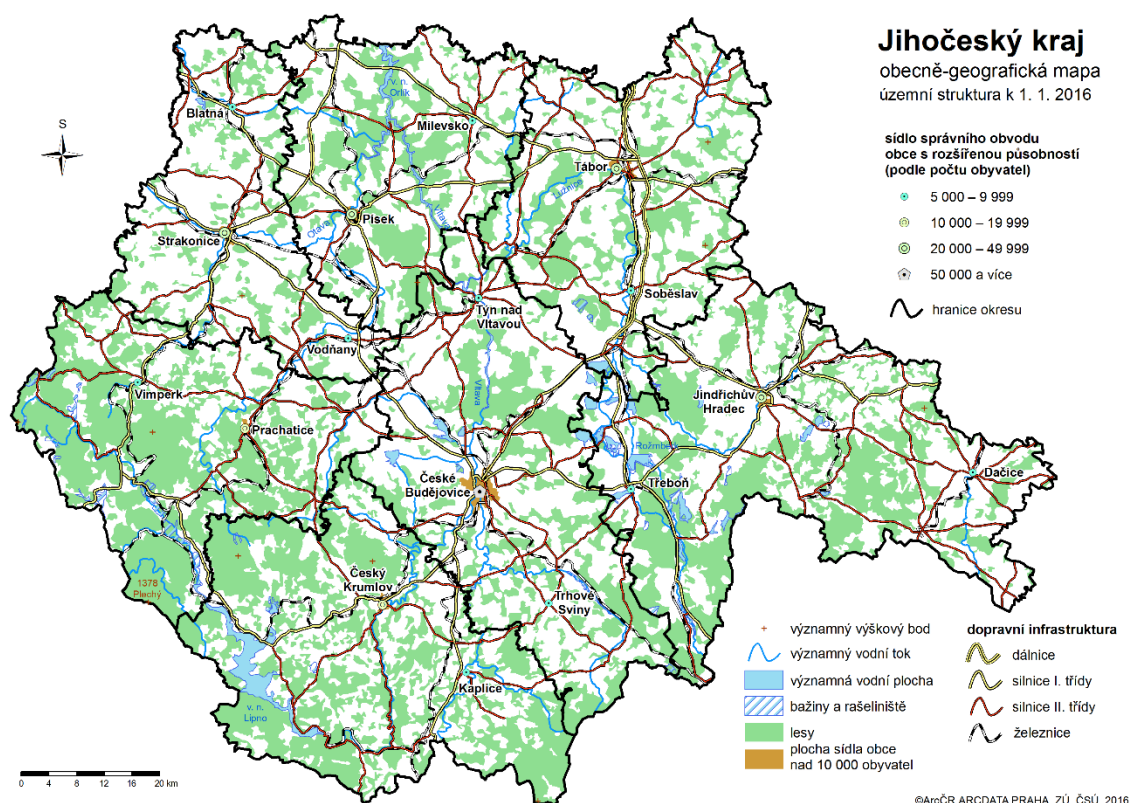 Jihočeský kraj
obecně-geografická mapa
územní struktura k 1. 1. 2016
sídlo správního obvodu
obce s rozšířenou působností
(podle počtu obyvatel)
5 000 – 9 999
10 000 – 19 999
20 000 – 49 999
50 000 a více
hranice okresu
S
v. n.
Orlík
Blatná
Milevsko
Tábor
Lužnice
Písek
Vltava
Otava
Strakonice
Soběslav
Týn nad
Vltavou
Vodňany
Vimperk
Vltava
Jindřichův
Hradec
Prachatice
Rožmberk
České
Budějovice
Třeboň
Dačice
1378
Plechý
Český
Krumlov
Trhové
Sviny
Kaplice
v. n.
Lipno
významný výškový bod
významný vodní tok
významná vodní plocha
bažiny a rašeliniště
lesy
plocha sídla obce
nad 10 000 obyvatel
dopravní infrastruktura
dálnice
silnice I. třídy
silnice II. třídy
železnice
0 4 8 12 16 20 km
©ArcČR ARCDATA PRAHA, ZÚ, ČSÚ, 2016